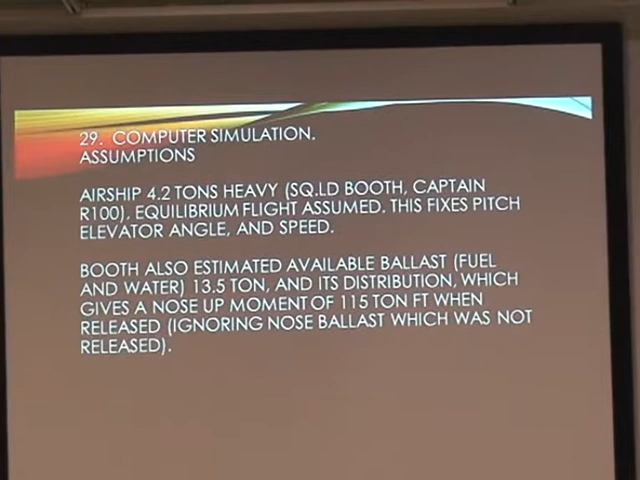 29. COMPUTER SIMULATION.
ASSUMPTIONS
AIRSHIP 4.2 TONS HEAVY (SQ.LD BOOTH, CAPTAIN
R100), EQUILIBRIUM FLIGHT ASSUMED. THIS FIXES PITCH
ELEVATOR ANGLE, AND SPEED.
BOOTH ALSO ESTIMATED AVAILABLE BALLAST (FUEL
AND WATER) 13.5 TON, AND ITS DISTRIBUTION, WHICH
GIVES A NOSE UP MOMENT OF 115 TON FT WHEN
RELEASED (IGNORING NOSE BALLAST WHICH WAS NOT
RELEASED).